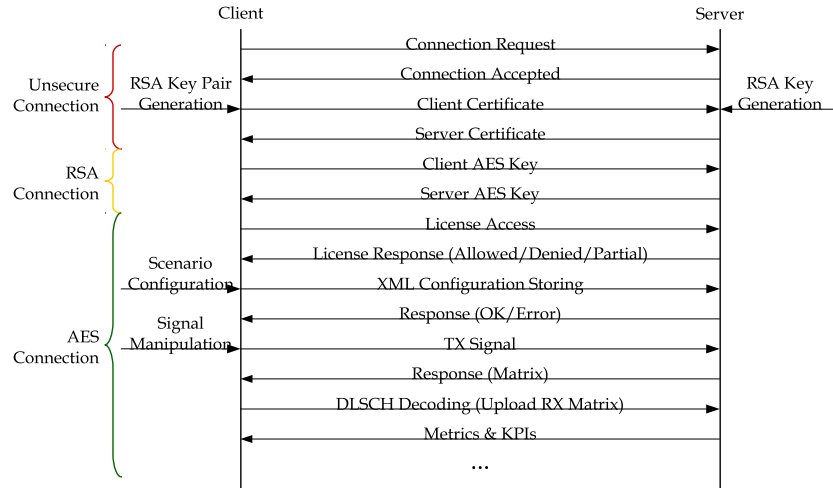 Client
Server
Connection Request
Connection Accepted
Unsecure
Connection
RSA Key Pair
Generation
Client Certificate
RSA Key
Generation
Server Certificate
RSA
Connection
Client AES Key
Server AES Key
License Access
License Response (Allowed/Denied/Partial)
Scenario
Configuration
XML Configuration Storing
Response (OK/Error)
AES
Connection
Signal
Manipulation
TX Signal
Response (Matrix)
DLSCH Decoding (Upload RX Matrix)
Metrics & KPIs
...